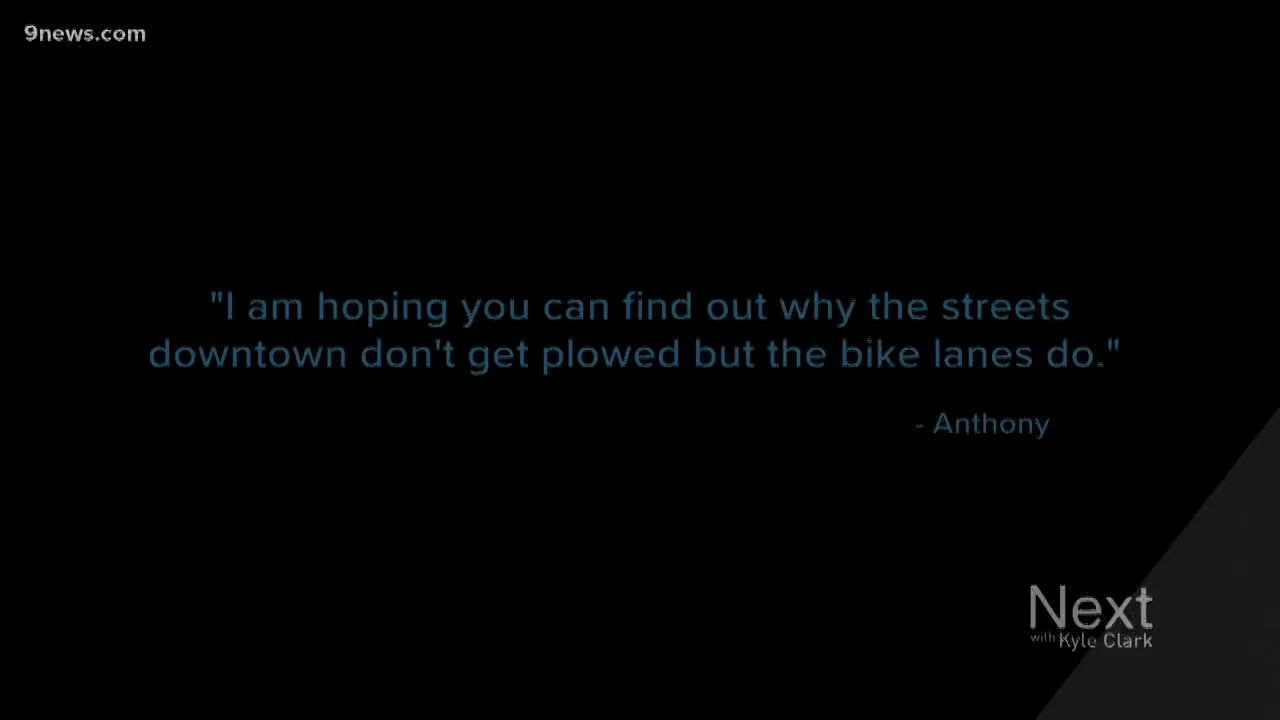 9news.com
"I am hoping you can find out why the streets
downtown don't get plowed but the bike lanes do."
- Anthony
Next
with Kyle Clark